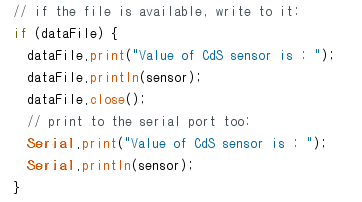 // if the file is available, write to it:
if (dataFile) {
dataFile.print("Value of CdS sensor is : ");
dataFile.println(sensor);
dataFile.close();
// print to the serial port too:
Serial.print("Value of CdS sensor is : ");
Serial.println(sensor);
}